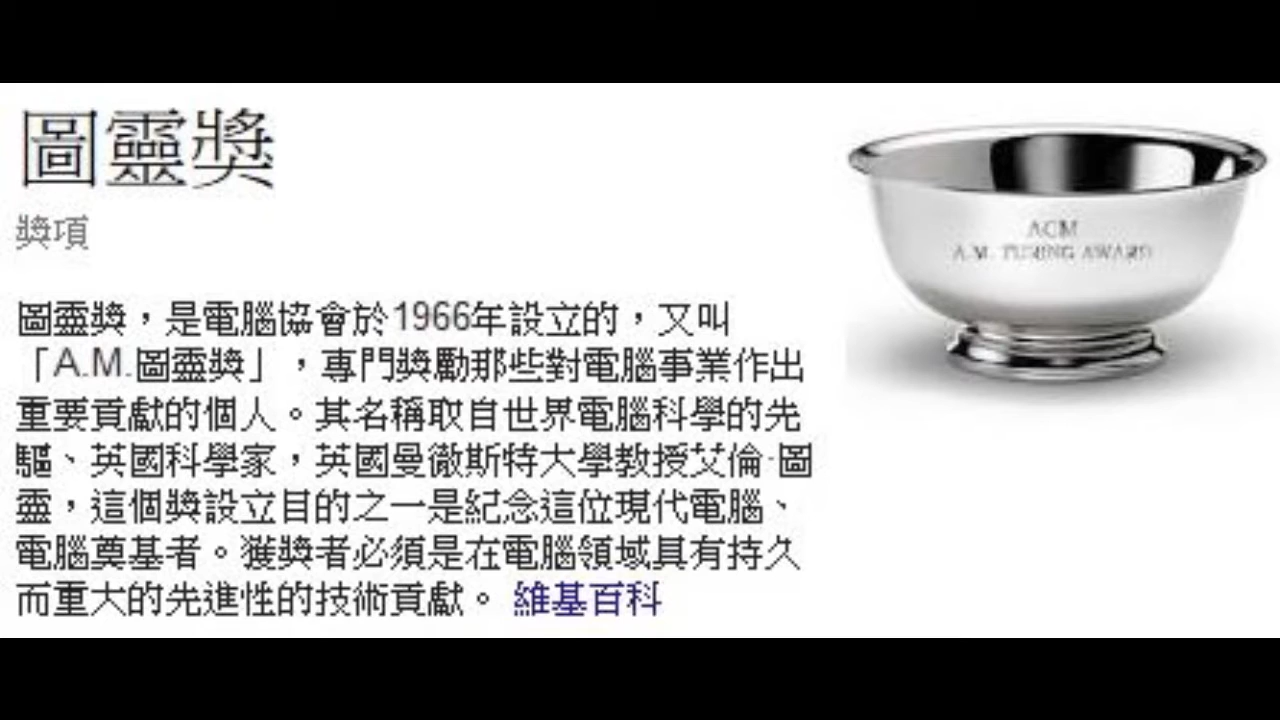 圖靈獎
獎項
圖靈獎，是電腦協會於1966年設立的，又叫
「A.M.圖靈獎」，專門獎勵那些對電腦事業作出
重要貢獻的個人。其名稱取自世界電腦科學的先
驅、英國科學家，英國曼徹斯特大學教授艾倫·圖
靈，這個獎設立目的之一是紀念這位現代電腦、
電腦奠基者。獲獎者必須是在電腦領域具有持久
而重大的先進性的技術貢獻。 維基百科
ACM
A.M. TURING AWARD